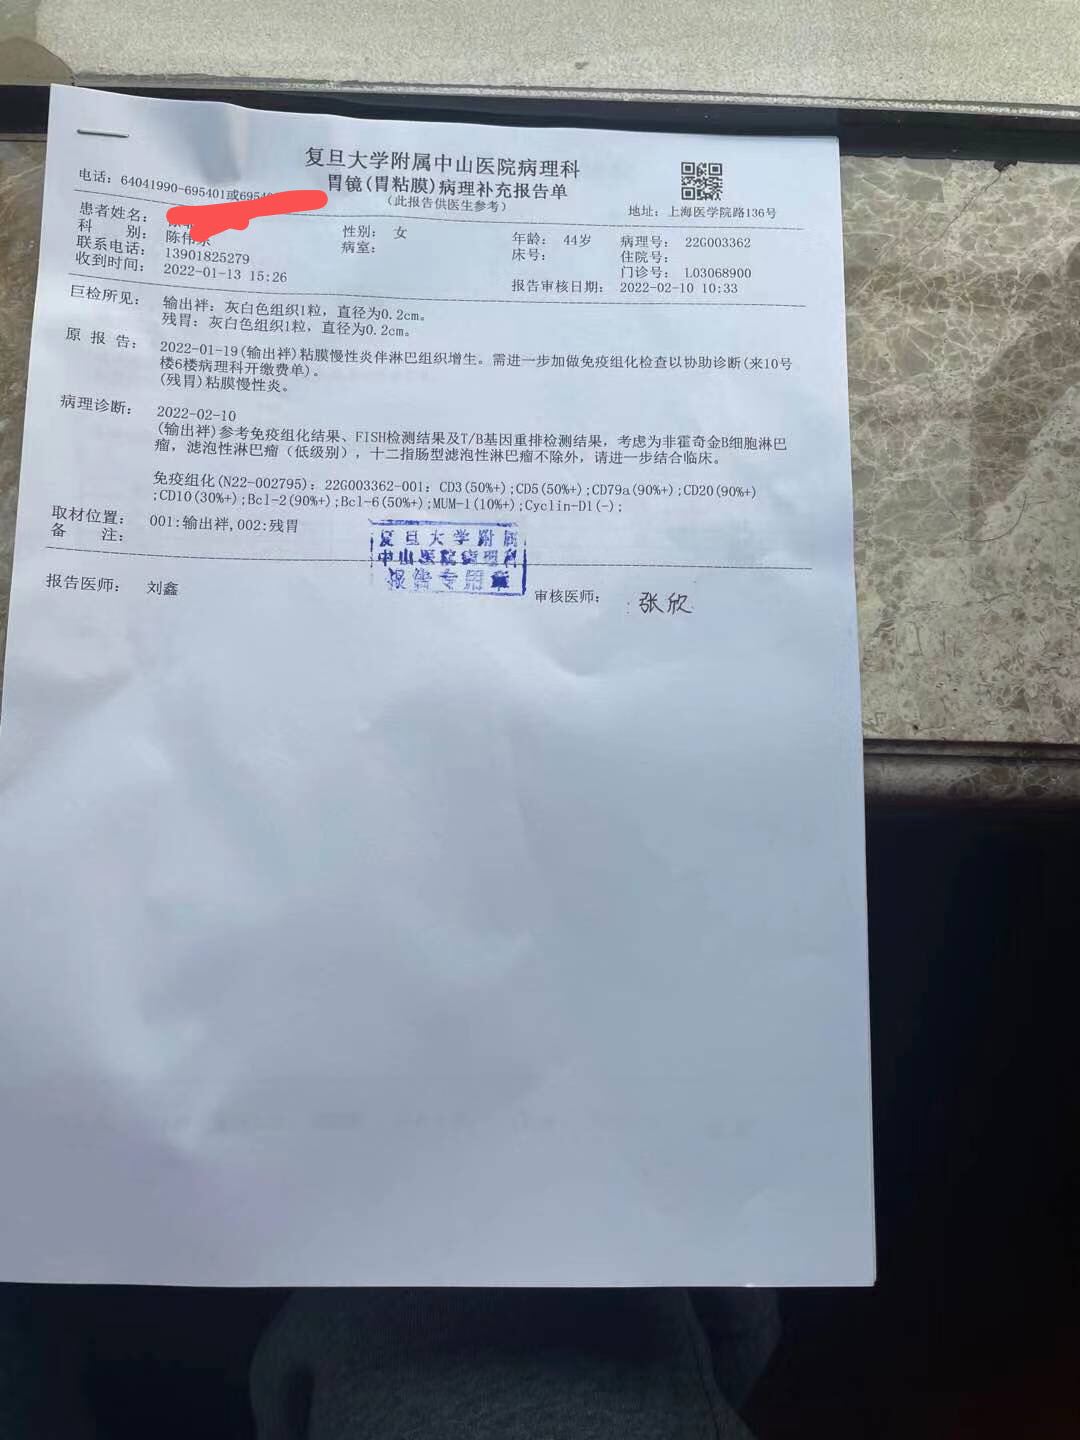 复旦大学附属中山医院病理科
胃镜(胃粘膜)病理补充报告单
(此报告供医生参考)
电话: 64041990-695401或6954
地址: 上海医学院路136号
患者姓名:
性别: 女
年龄: 44岁
病理号: 22G003362
科 别: 陈伟
病室:
床号:
住院号:
联系电话: 13901825279
门诊号: L03068900
收到时间: 2022-01-13 15:26
报告审核日期: 2022-02-10 10:33
巨检所见: 输出袢: 灰白色组织1粒, 直径为0.2cm。
残胃: 灰白色组织1粒, 直径为0.2cm。
原 报 告: 2022-01-19(输出袢)粘膜慢性炎伴淋巴组织增生。需进一步加做免疫组化检查以协助诊断(来10号
楼6楼病理科开缴费单)。
(残胃)粘膜慢性炎。
病理诊断: 2022-02-10
(输出袢)参考免疫组化结果、FISH检测结果及T/B基因重排检测结果, 考虑为非霍奇金B细胞淋巴
瘤, 滤泡性淋巴瘤 (低级别), 十二指肠型滤泡性淋巴瘤不除外, 请进一步结合临床。
免疫组化(N22-002795): 22G003362-001: CD3(50%+);CD5(50%+);CD79a(90%+);CD20(90%+)
;CD10(30%+);Bcl-2(90%+);Bcl-6(50%+);MUM-1(10%+);Cyclin-D1(-);
取材位置: 001:输出袢,002:残胃
备 注:
复旦大学附属
中山医院病理科
报告专用章
报告医师: 刘鑫
审核医师: 张欣